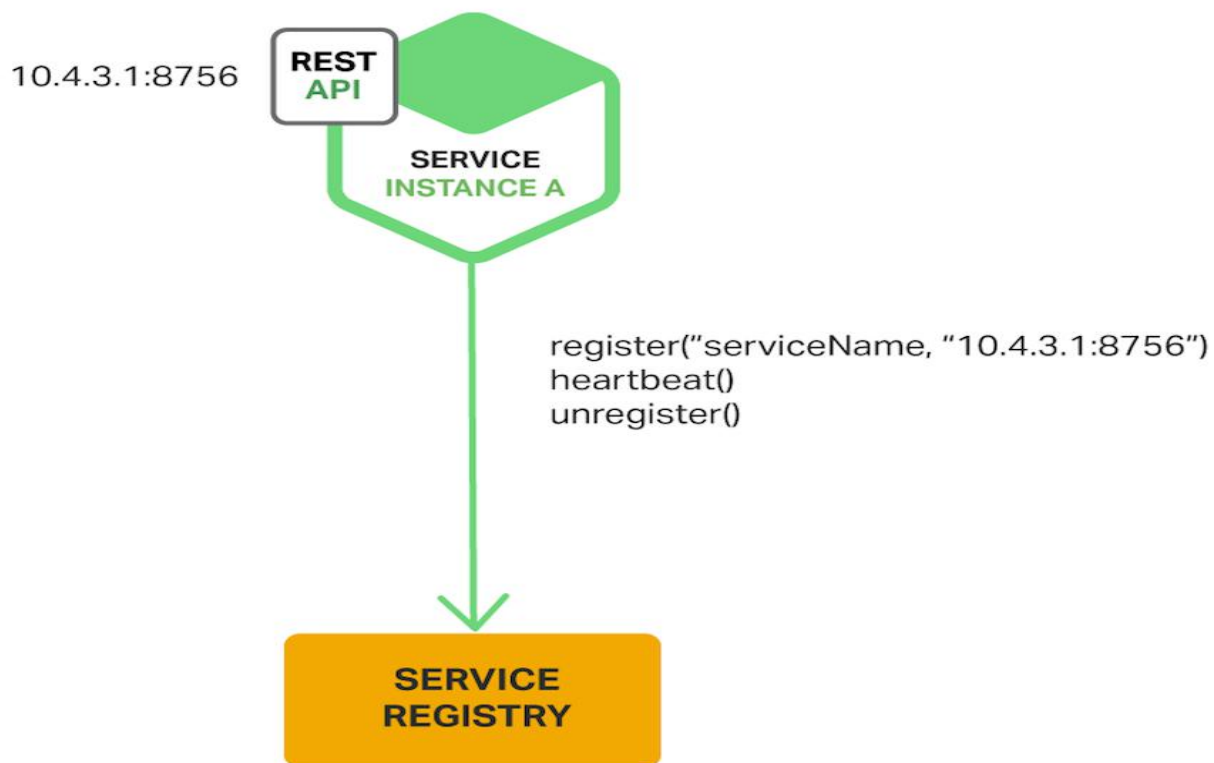 10.4.3.1:8756
REST
API
SERVICE
INSTANCE A
register(”serviceName, “10.4.3.1:8756”)
heartbeat()
unregister()
SERVICE
REGISTRY